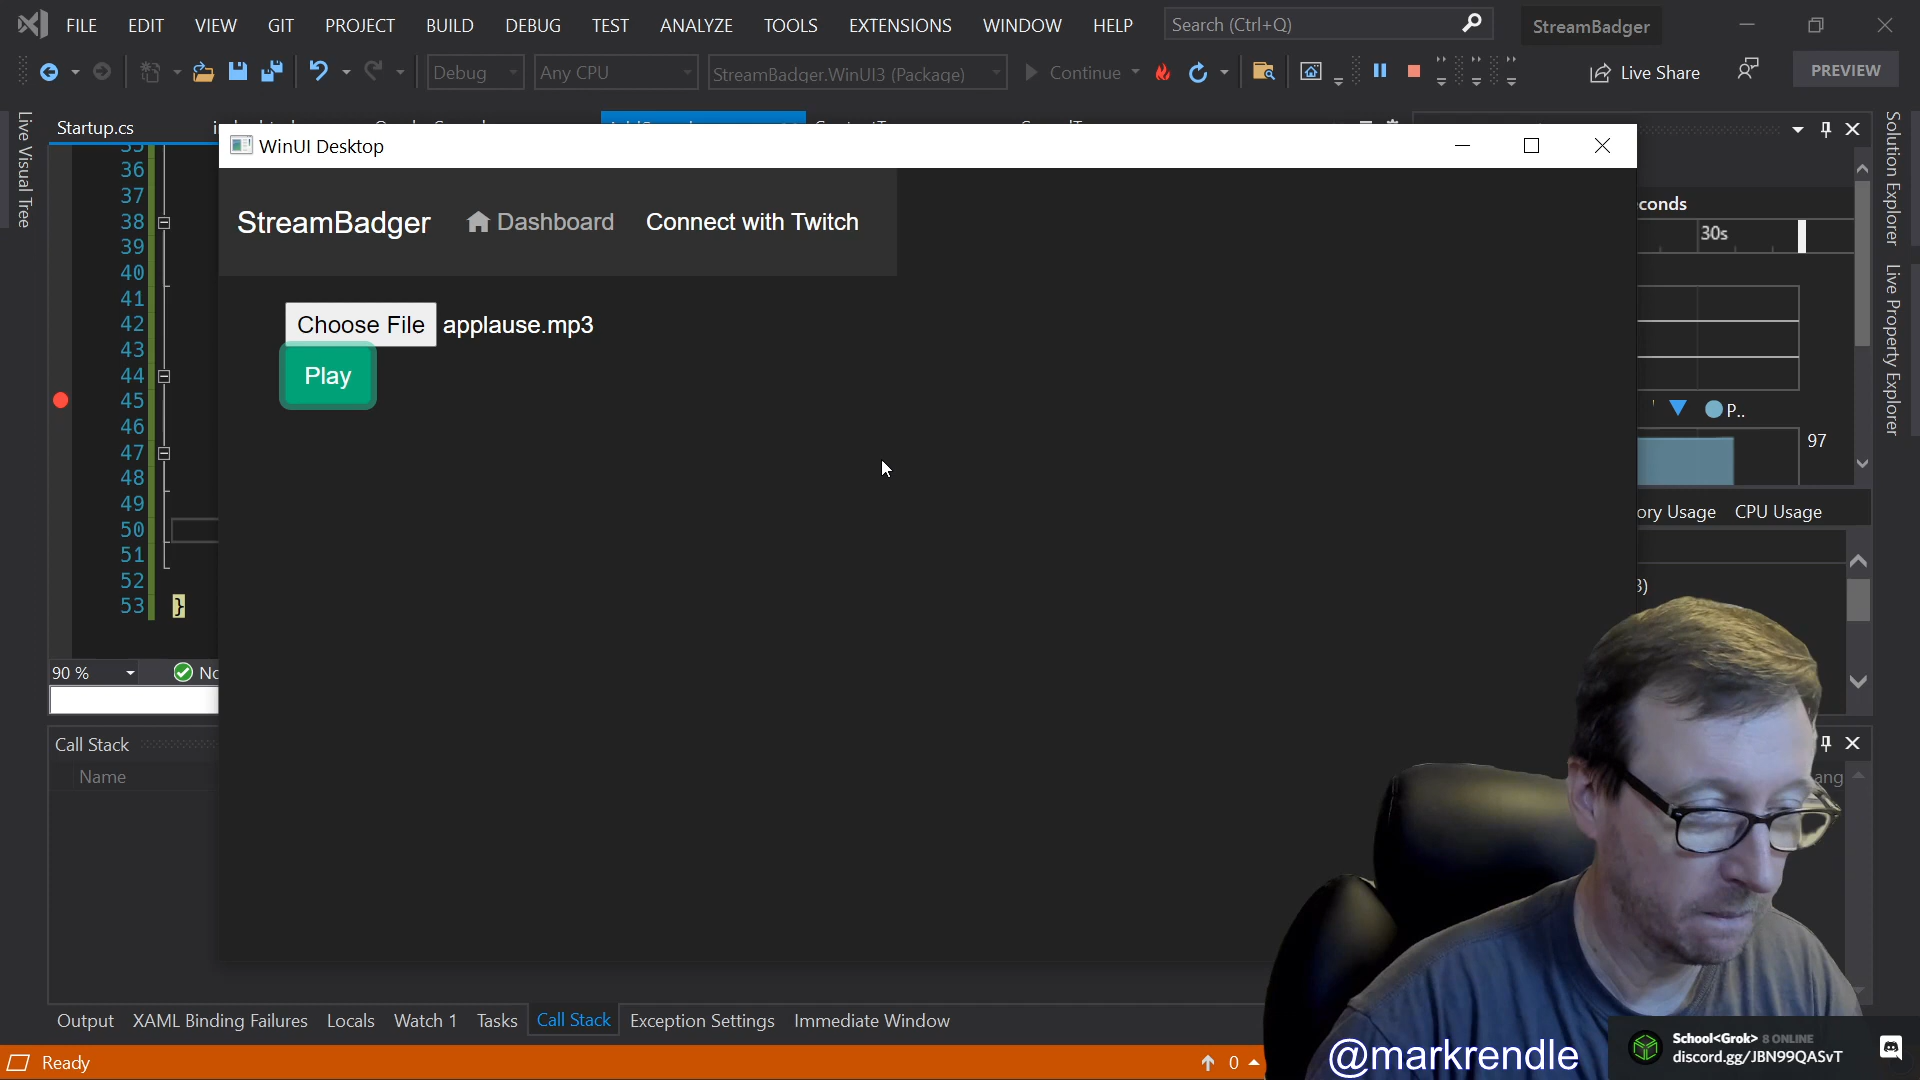 FILE EDIT VIEW GIT PROJECT BUILD DEBUG TEST ANALYZE TOOLS EXTENSIONS WINDOW HELP Search (Ctrl+Q) StreamBadger
Debug Any CPU StreamBadger.WinUI3 (Package) Continue Live Share PREVIEW
Startup.cs
Live Visual Tree
Solution Explorer
Live Property Explorer
WinUI Desktop
StreamBadger Dashboard Connect with Twitch
Choose File applause.mp3
Play
35
36
37
38
39
40
41
42
43
44
45
46
47
48
49
50
51
52
53 }
conds
30s
P..
97
ory Usage CPU Usage
3)
90 % No
Call Stack
Name
ang
Output XAML Binding Failures Locals Watch 1 Tasks Call Stack Exception Settings Immediate Window
Ready
0
@markrendle
School<Grok> 8 ONLINE
discord.gg/JBN99QASvT